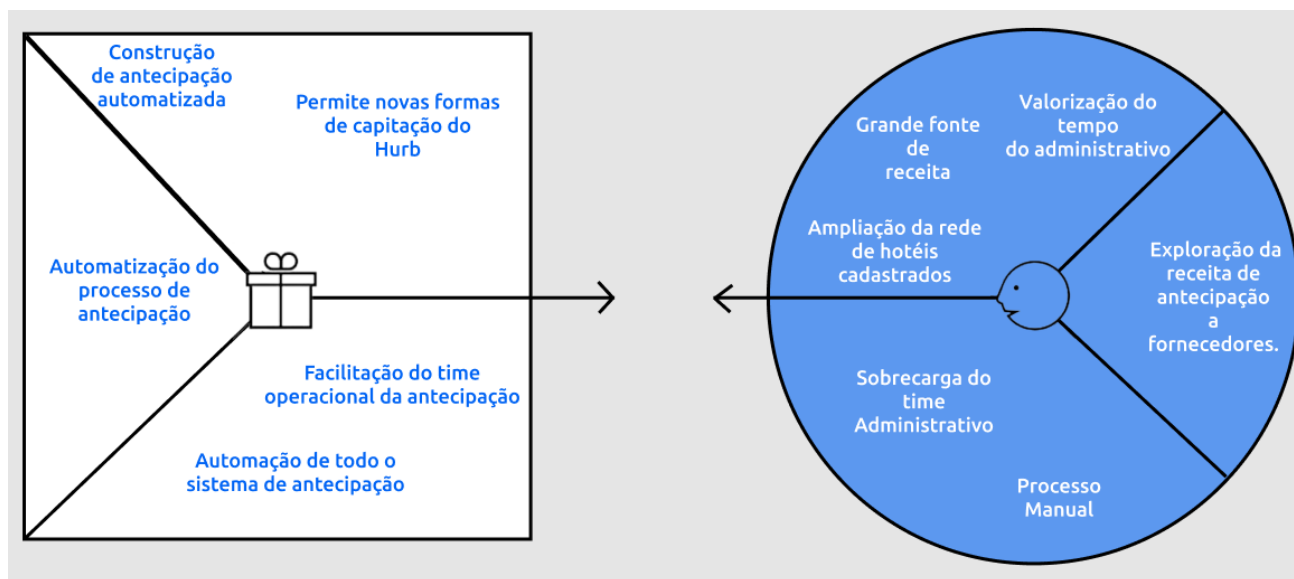 Construção
de antecipação
automatizada
Permite novas formas
de capitação do
Hurb
Automatização do
processo de
antecipação
Facilitação do time
operacional da antecipação
Automação de todo o
sistema de antecipação
Grande fonte
de
receita
Valorização do
tempo
do administrativo
Ampliação da rede
de hotéis
cadastrados
Exploração da
receita de
antecipação
a
fornecedores.
Sobrecarga do
time
Administrativo
Processo
Manual